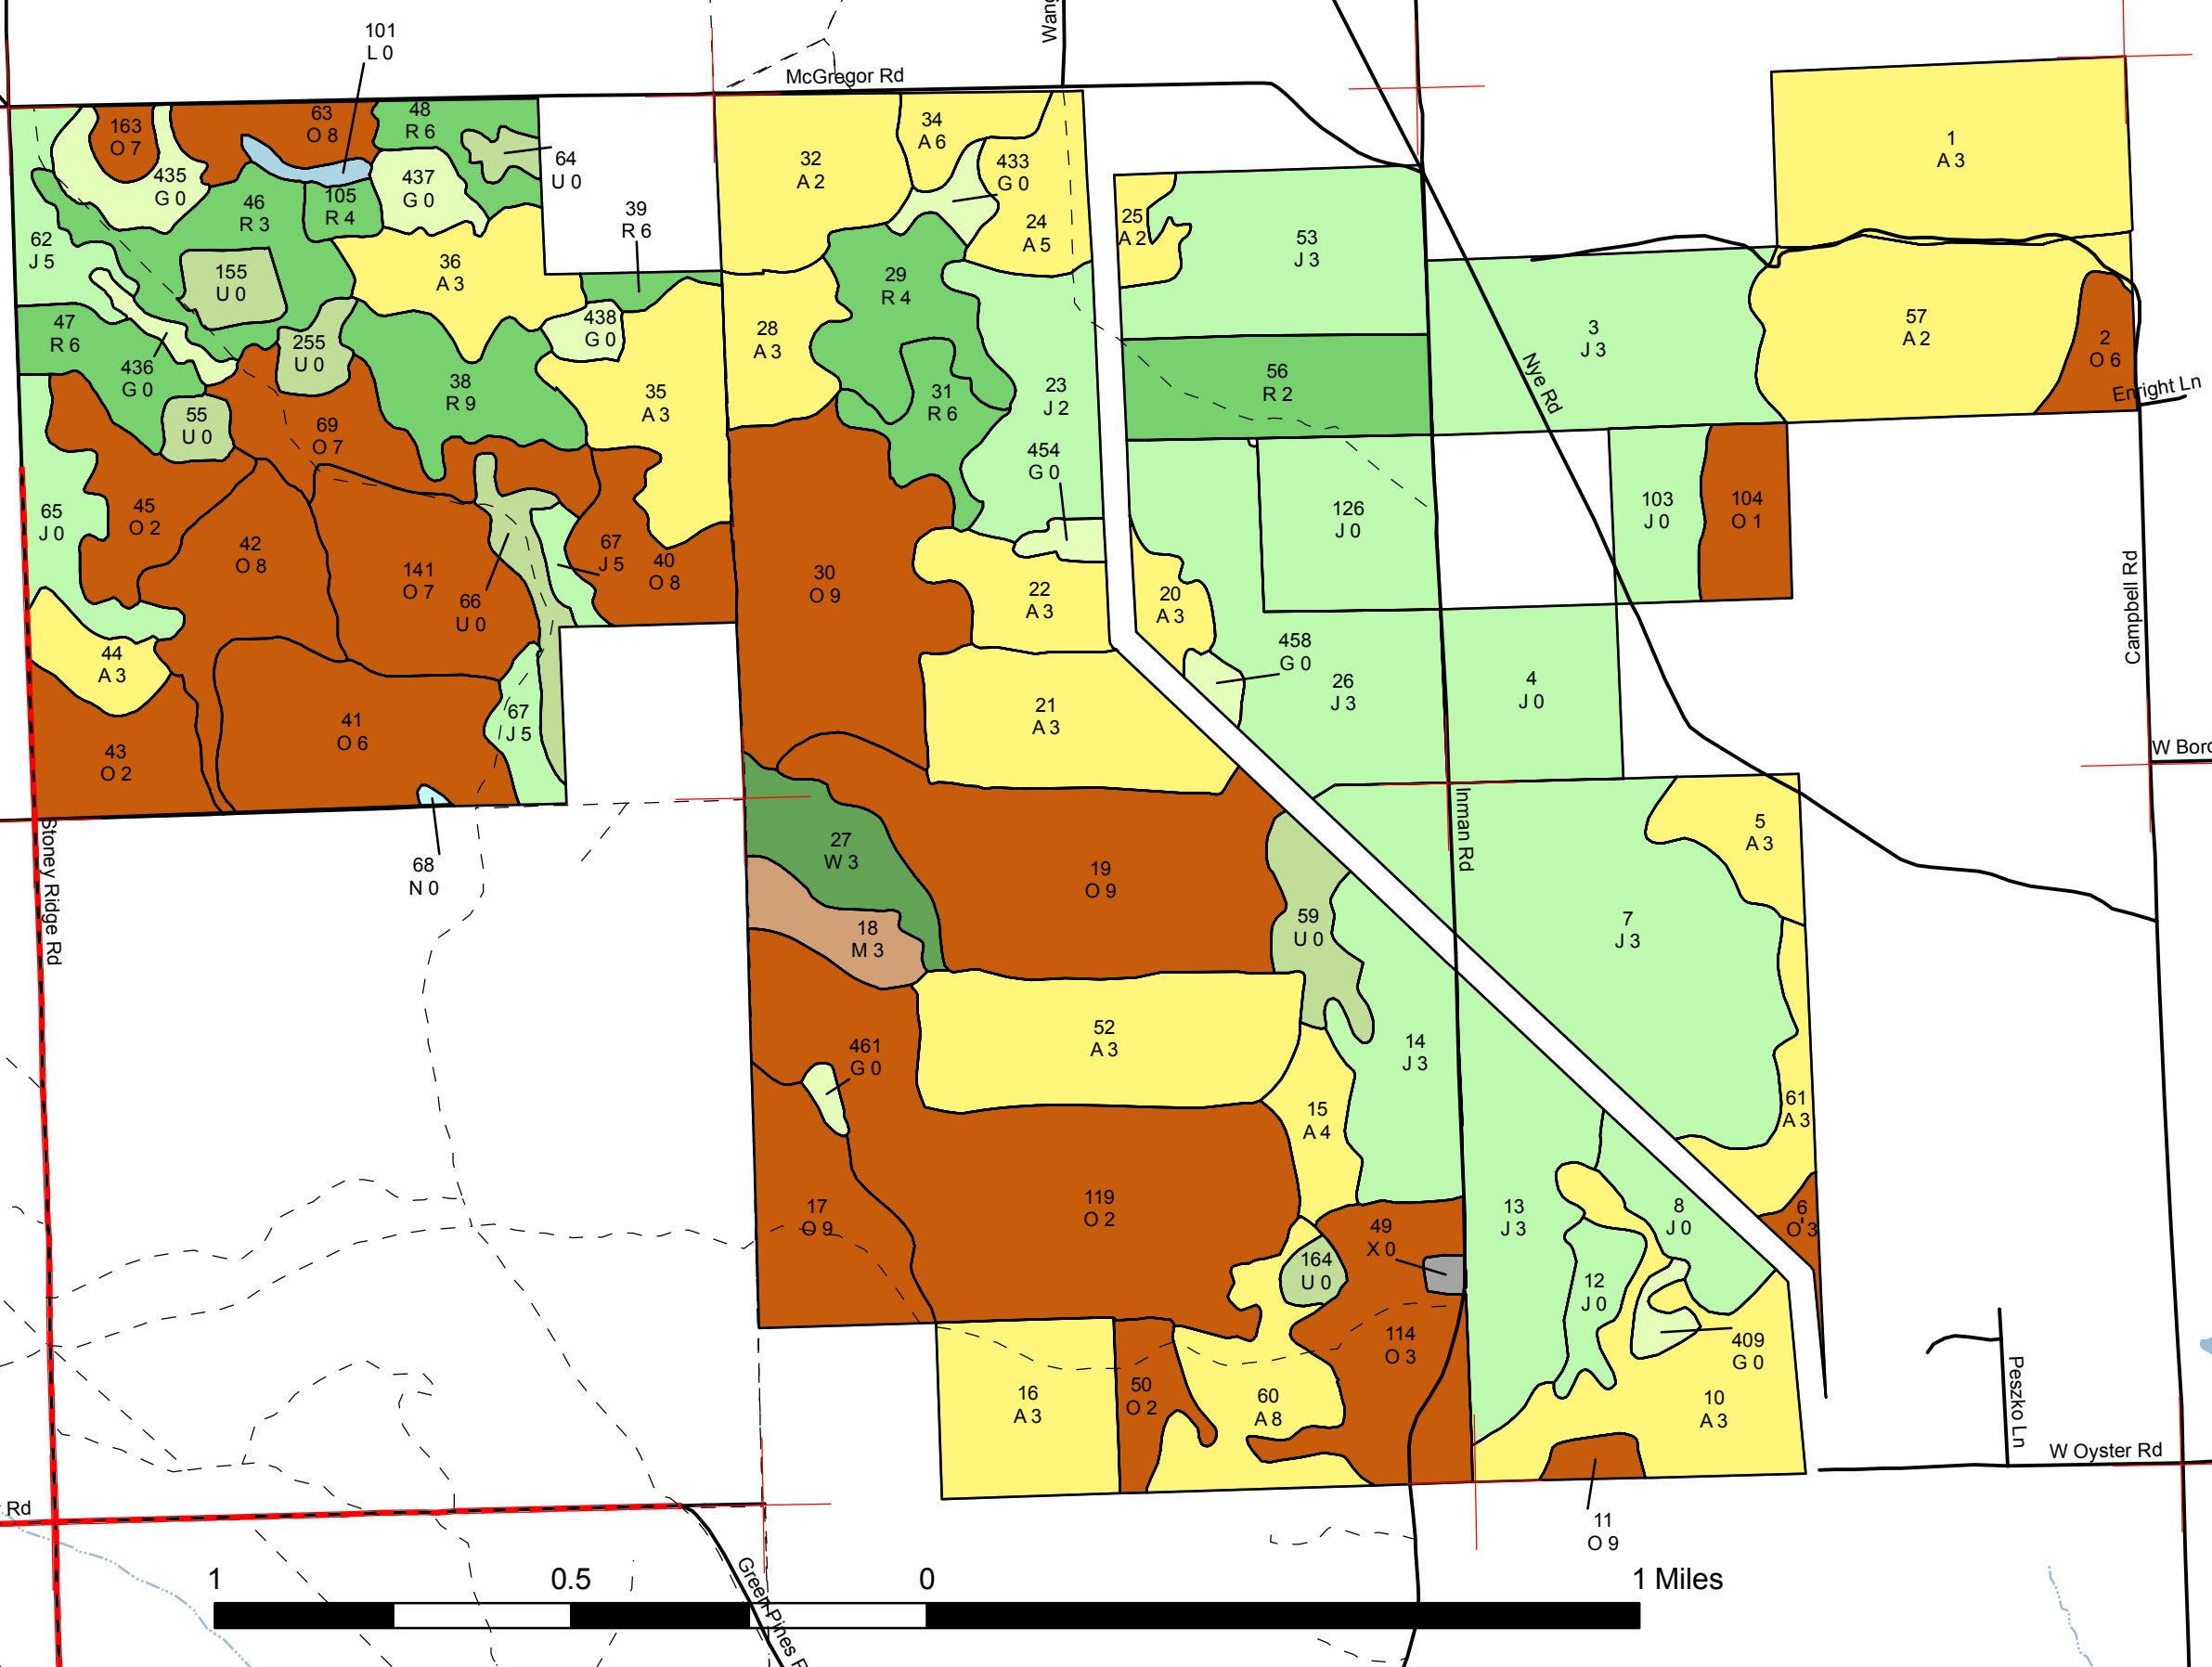 101
L 0
Wang
McGregor Rd
163
O 7
63
O 8
48
R 6
64
U 0
435
G 0
437
G 0
46
R 3
105
R 4
39
R 6
62
J 5
155
U 0
36
A 3
32
A 2
34
A 6
433
G 0
24
A 5
25
A 2
53
J 3
1
A 3
47
R 6
436
G 0
255
U 0
438
G 0
38
R 9
35
A 3
28
A 3
29
R 4
31
R 6
23
J 2
56
R 2
3
J 3
57
A 2
2
O 6
Nye Rd
Enright Ln
55
U 0
69
O 7
454
G 0
65
J 0
45
O 2
42
O 8
141
O 7
66
U 0
67
J 5
40
O 8
30
O 9
22
A 3
20
A 3
126
J 0
103
J 0
104
O 1
Campbell Rd
44
A 3
458
G 0
26
J 3
4
J 0
43
O 2
41
O 6
67
J 5
21
A 3
W Boro
68
N 0
Stoney Ridge Rd
Inman Rd
27
W 3
19
O 9
5
A 3
18
M 3
59
U 0
7
J 3
52
A 3
14
J 3
461
G 0
15
A 4
61
A 3
17
O 9
119
O 2
49
X 0
13
J 3
8
J 0
6
O 3
164
U 0
12
J 0
114
O 3
409
G 0
16
A 3
50
O 2
60
A 8
10
A 3
Peszko Ln
W Oyster Rd
Rd
11
O 9
Green Pines R
1
0.5
0
1 Miles